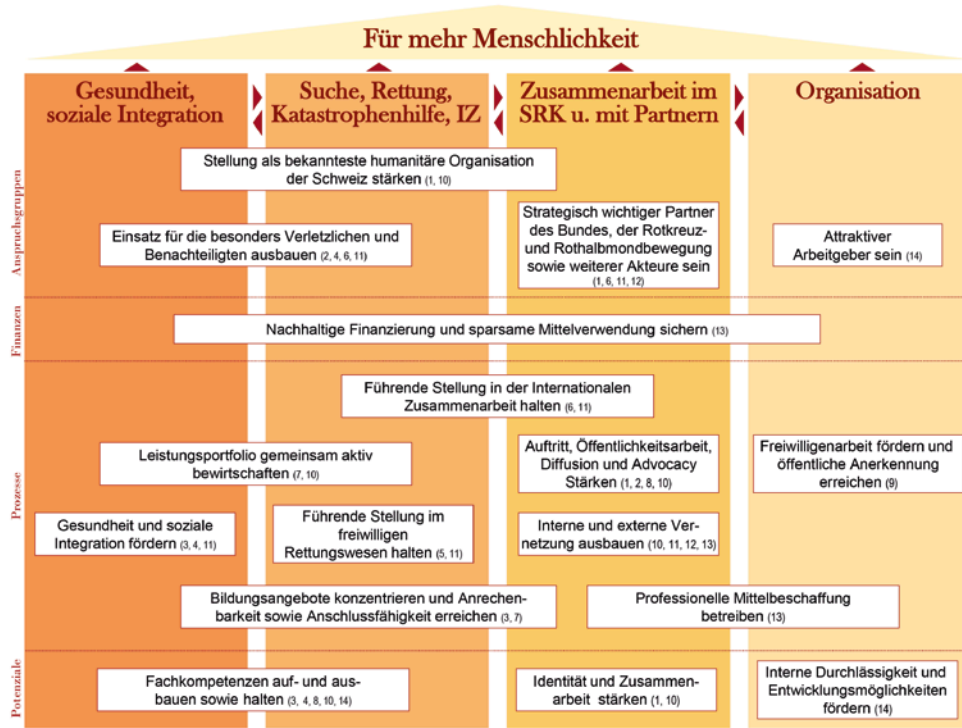 Für mehr Menschlichkeit
Gesundheit,
soziale Integration
Suche, Rettung,
Katastrophenhilfe, IZ
Zusammenarbeit im
SRK u. mit Partnern
Organisation
Anspruchsgruppen
Stellung als bekannteste humanitäre Organisation
der Schweiz stärken (1, 10)
Einsatz für die besonders Verletzlichen und
Benachteiligten ausbauen (2, 4, 6, 11)
Strategisch wichtiger Partner
des Bundes, der Rotkreuz-
und Rothalbmondbewegung
sowie weiterer Akteure sein
(1, 6, 11, 12)
Attraktiver
Arbeitgeber sein (14)
Finanzen
Nachhaltige Finanzierung und sparsame Mittelverwendung sichern (13)
Prozesse
Führende Stellung in der Internationalen
Zusammenarbeit halten (6, 11)
Leistungsportfolio gemeinsam aktiv
bewirtschaften (7, 10)
Auftritt, Öffentlichkeitsarbeit,
Diffusion und Advocacy
Stärken (1, 2, 8, 10)
Freiwilligenarbeit fördern und
öffentliche Anerkennung
erreichen (9)
Gesundheit und soziale
Integration fördern (3, 4, 11)
Führende Stellung im
freiwilligen
Rettungswesen halten (5, 11)
Interne und externe Ver-
netzung ausbauen (10, 11, 12, 13)
Bildungsangebote konzentrieren und Anrechen-
barkeit sowie Anschlussfähigkeit erreichen (3, 7)
Professionelle Mittelbeschaffung
betreiben (13)
Potenziale
Fachkompetenzen auf- und aus-
bauen sowie halten (3, 4, 8, 10, 14)
Identität und Zusammen-
arbeit stärken (1, 10)
Interne Durchlässigkeit und
Entwicklungsmöglichkeiten
fördern (14)